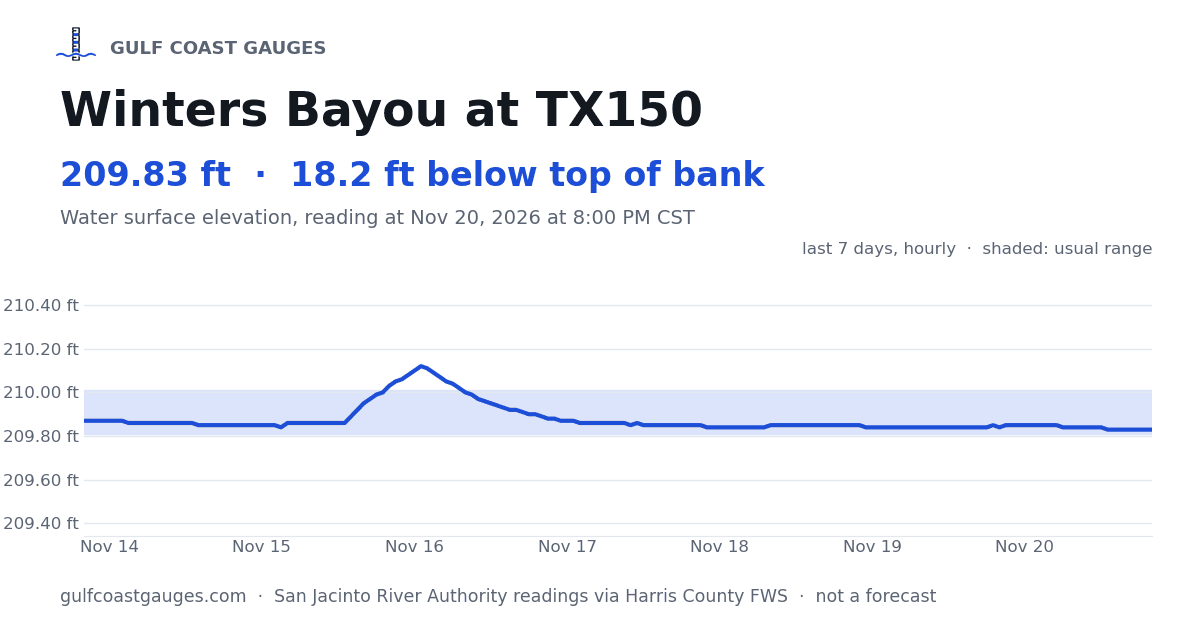 GULF COAST GAUGES
Winters Bayou at TX150
209.83 ft · 18.2 ft below top of bank
Water surface elevation, reading at Nov 20, 2026 at 8:00 PM CST
last 7 days, hourly · shaded: usual range
210.40 ft
210.20 ft
210.00 ft
209.80 ft
209.60 ft
209.40 ft
Nov 14 Nov 15 Nov 16 Nov 17 Nov 18 Nov 19 Nov 20
gulfcoastgauges.com · San Jacinto River Authority readings via Harris County FWS · not a forecast